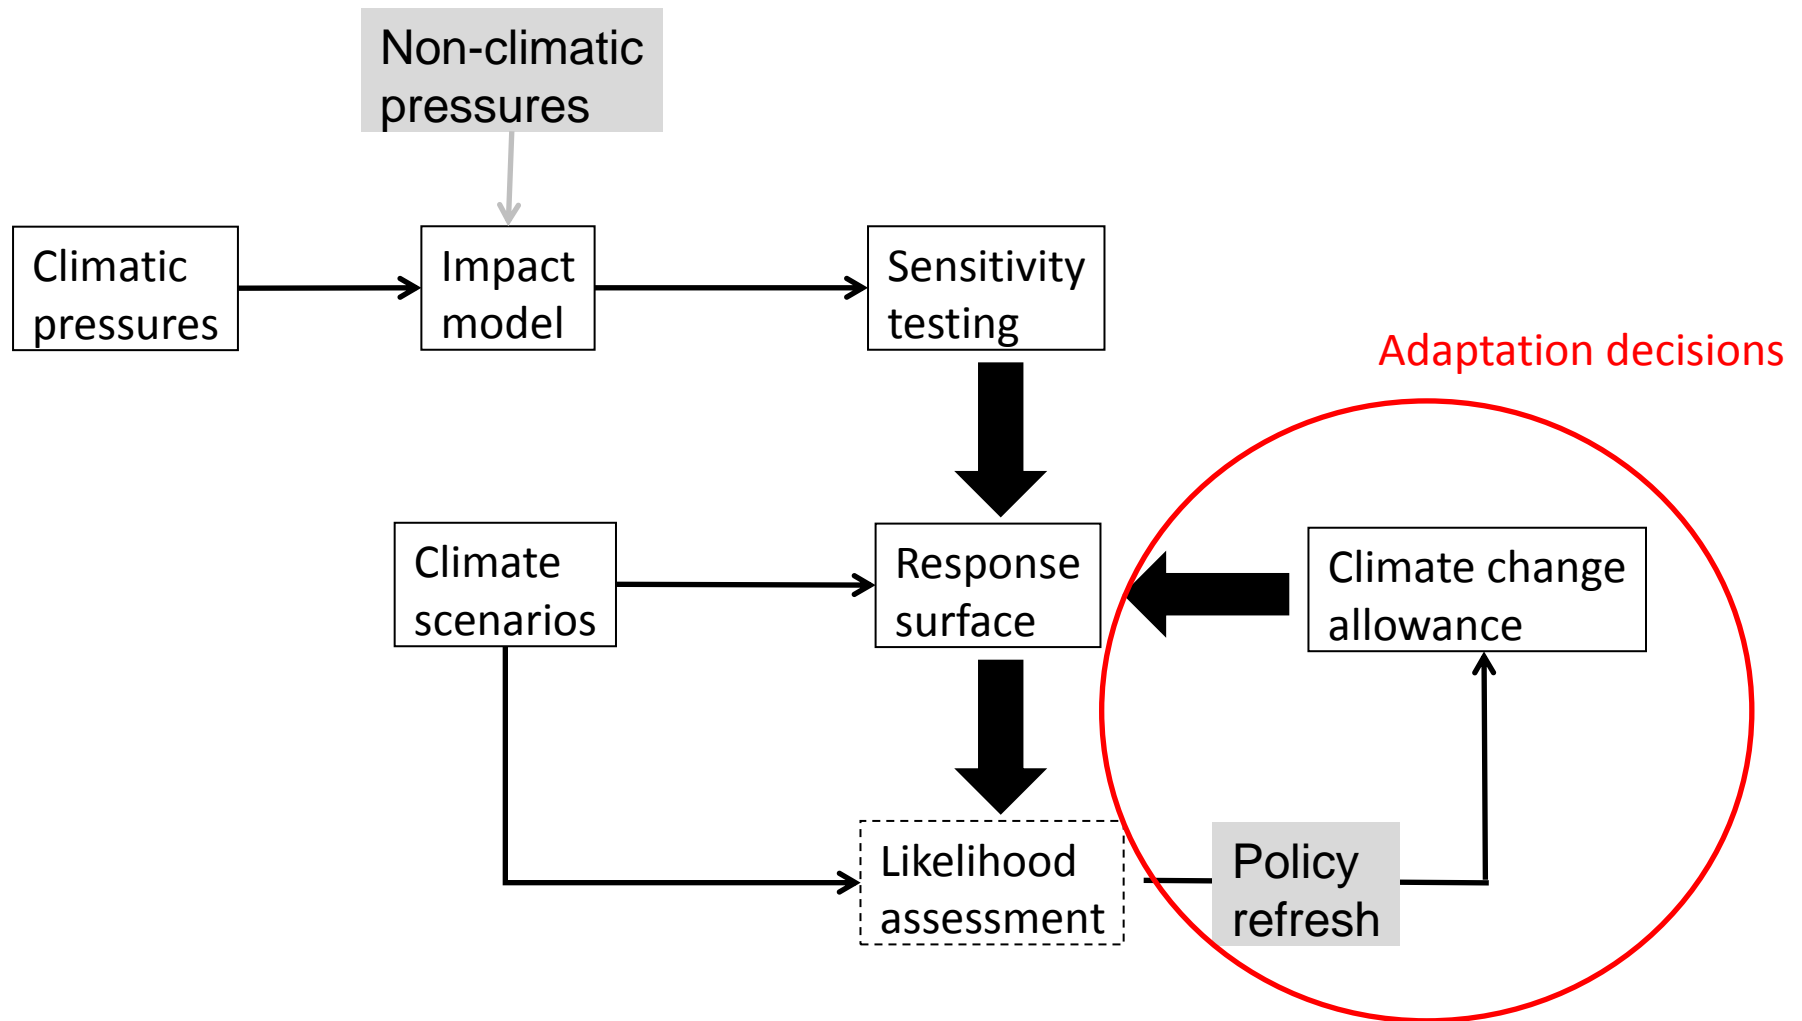 Non-climatic
pressures
Climatic
pressures
Impact
model
Sensitivity
testing
Adaptation decisions
Climate
scenarios
Response
surface
Climate change
allowance
Likelihood
assessment
Policy
refresh